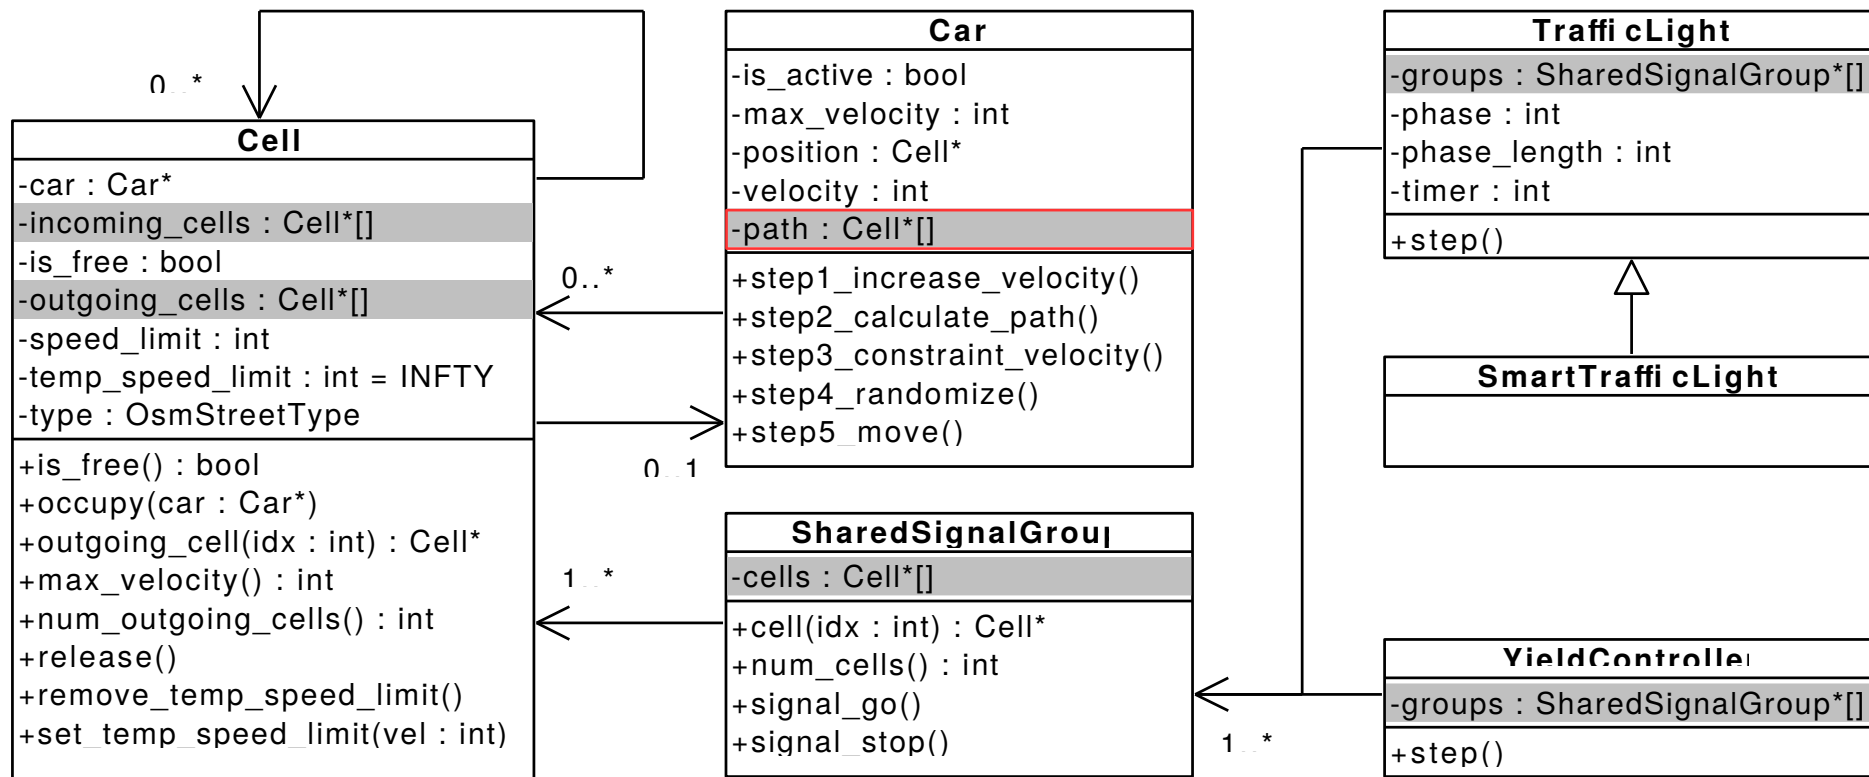 0..*
Cell
-car : Car*
-incoming_cells : Cell*[]
-is_free : bool
-outgoing_cells : Cell*[]
-speed_limit : int
-temp_speed_limit : int = INFTY
-type : OsmStreetType
+is_free() : bool
+occupy(car : Car*)
+outgoing_cell(idx : int) : Cell*
+max_velocity() : int
+num_outgoing_cells() : int
+release()
+remove_temp_speed_limit()
+set_temp_speed_limit(vel : int)
0..*
0..1
1..*
Car
-is_active : bool
-max_velocity : int
-position : Cell*
-velocity : int
-path : Cell*[]
+step1_increase_velocity()
+step2_calculate_path()
+step3_constraint_velocity()
+step4_randomize()
+step5_move()
SharedSignalGroup
-cells : Cell*[]
+cell(idx : int) : Cell*
+num_cells() : int
+signal_go()
+signal_stop()
1..*
TrafficLight
-groups : SharedSignalGroup*[]
-phase : int
-phase_length : int
-timer : int
+step()
SmartTrafficLight
YieldController
-groups : SharedSignalGroup*[]
+step()